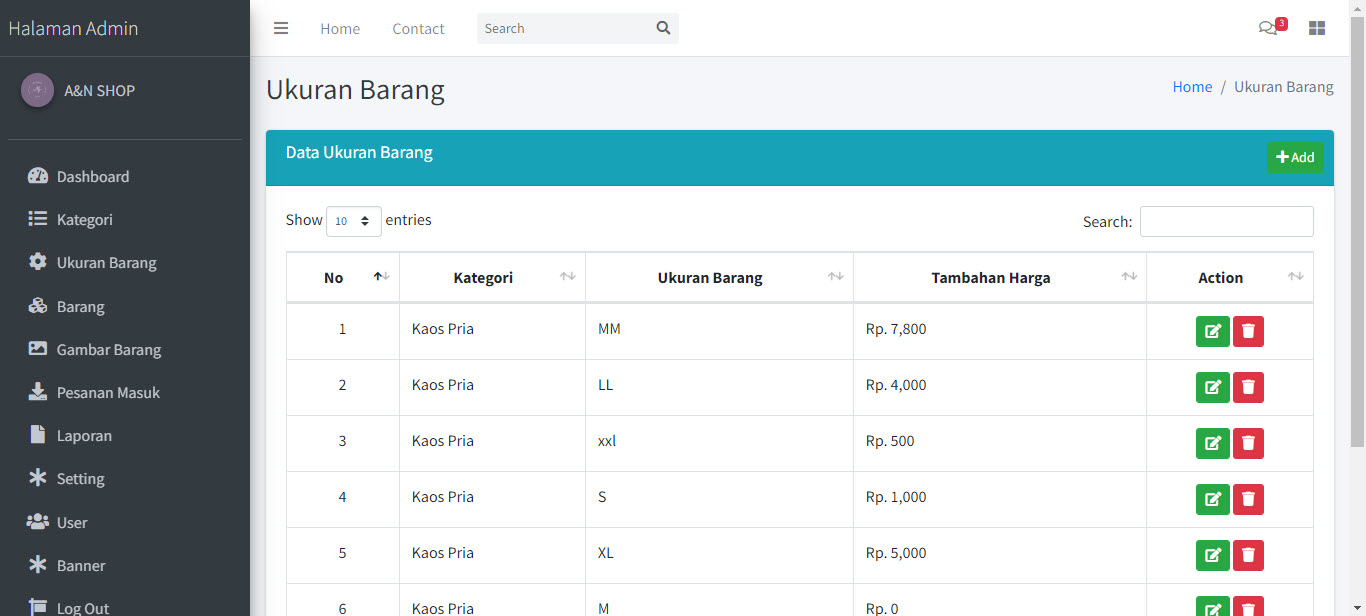 Halaman Admin
Home
Contact
Search
3
A&N SHOP
Dashboard
Kategori
Ukuran Barang
Barang
Gambar Barang
Pesanan Masuk
Laporan
Setting
User
Banner
Log Out
Ukuran Barang
Home / Ukuran Barang
Data Ukuran Barang
Add
Show 10 entries
Search:
No Kategori Ukuran Barang Tambahan Harga Action
1 Kaos Pria MM Rp. 7,800
2 Kaos Pria LL Rp. 4,000
3 Kaos Pria xxl Rp. 500
4 Kaos Pria S Rp. 1,000
5 Kaos Pria XL Rp. 5,000
6 Kaos Pria M Rp. 0